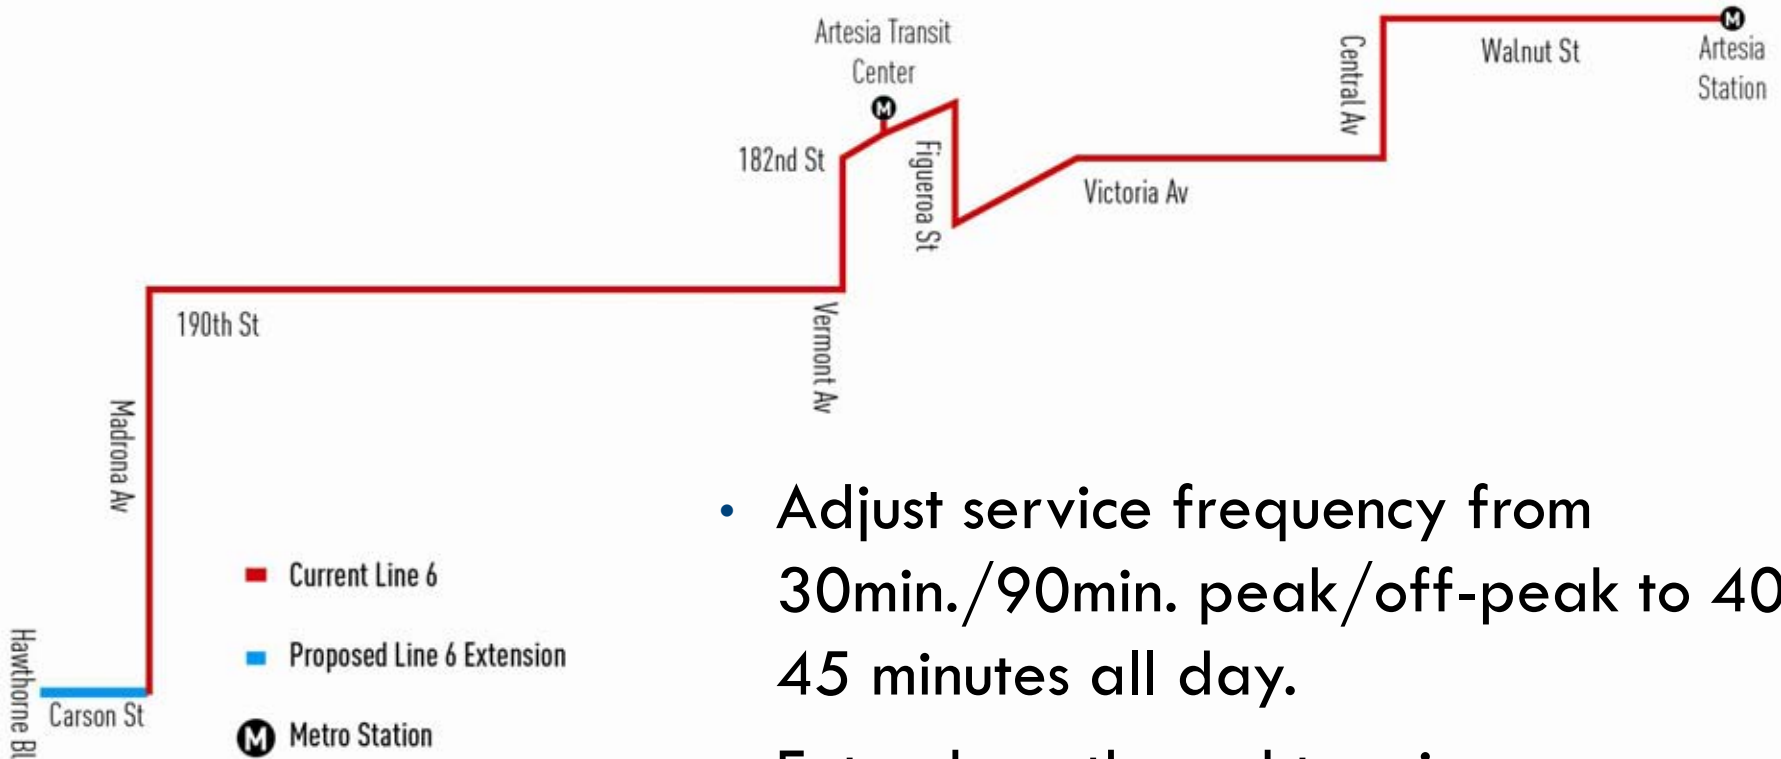 Artesia Transit
Center
M
182nd St
Figueroa St
Victoria Av
Central Av
Walnut St
M
Artesia
Station
190th St
Vermont Av
Madrona Av
Hawthorne
Carson St
Current Line 6
Proposed Line 6 Extension
M Metro Station
• Adjust service frequency from
30min./90min. peak/off-peak to 40
45 minutes all day.